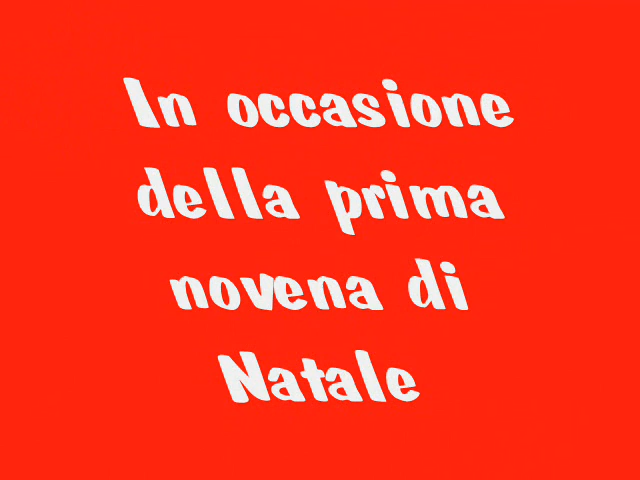 In occasione
della prima
novena di
Natale